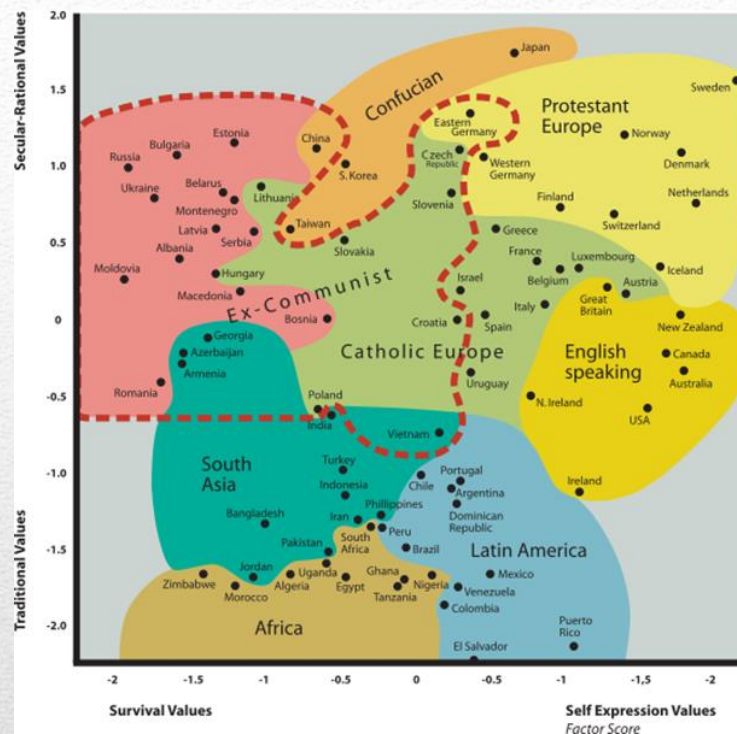 Secular-Rational Values
Traditional Values
2.0
1.5
1.0
0.5
0
-0.5
-1.0
-1.5
-2.0
Japan
Confucian
Sweden
Protestant
Europe
Eastern
Germany
Norway
Estonia
Bulgaria
China
Czech
Republic
Western
Germany
Denmark
Russia
S. Korea
Belarus
Lithuania
Ukraine
Montenegro
Slovenia
Finland
Netherlands
Switzerland
Latvia
Serbia
Taiwan
Slovakia
Greece
Albania
France
Luxembourg
Iceland
Moldovia
Hungary
Belgium
Austria
Israel
Macedonia
Ex-Communist
Great
Britain
Italy
Bosnia
Croatia
Spain
New Zealand
Georgia
Azerbaijan
Armenia
Catholic Europe
English
speaking
Canada
Australia
Uruguay
Romania
Poland
India
N. Ireland
USA
Vietnam
South
Asia
Turkey
Chile
Portugal
Argentina
Dominican
Republic
Ireland
Indonesia
Bangladesh
Iran
Phillippines
South
Africa
Peru
Brazil
Latin America
Pakistan
Zimbabwe
Jordan
Morocco
Algeria
Uganda
Egypt
Ghana
Tanzania
Nigeria
Mexico
Venezuela
Colombia
Africa
El Salvador
Puerto
Rico
-2 -1.5 -1 -0.5 0 -0.5 -1 -1.5 -2
Survival Values
Self Expression Values
Factor Score